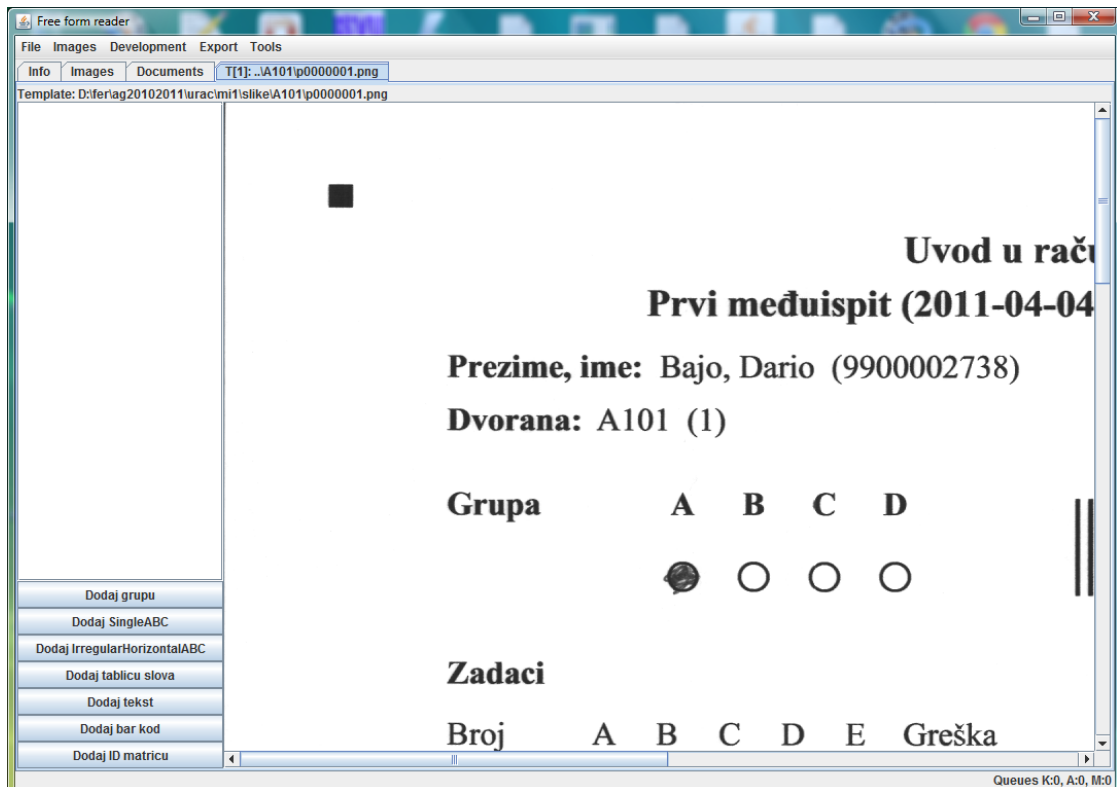 Free form reader
File Images Development Export Tools
Info Images Documents T[1]: ..\A101\p0000001.png
Template: D:\fer\ag20102011\urac\mi1\slike\A101\p0000001.png
Uvod u raču
Prvi međuispit (2011-04-04
Prezime, ime: Bajo, Dario (9900002738)
Dvorana: A101 (1)
Grupa A B C D
Zadaci
Broj A B C D E Greška
Dodaj grupu
Dodaj SingleABC
Dodaj IrregularHorizontalABC
Dodaj tablicu slova
Dodaj tekst
Dodaj bar kod
Dodaj ID matricu
Queues K:0, A:0, M:0